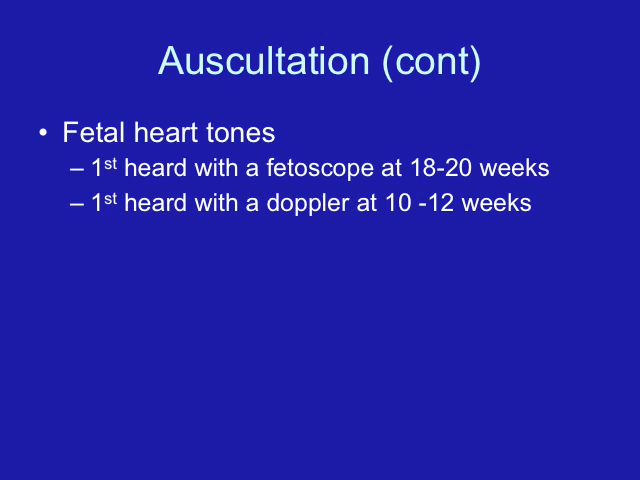 Auscultation (cont)
• Fetal heart tones
– 1st heard with a fetoscope at 18-20 weeks
– 1st heard with a doppler at 10 -12 weeks